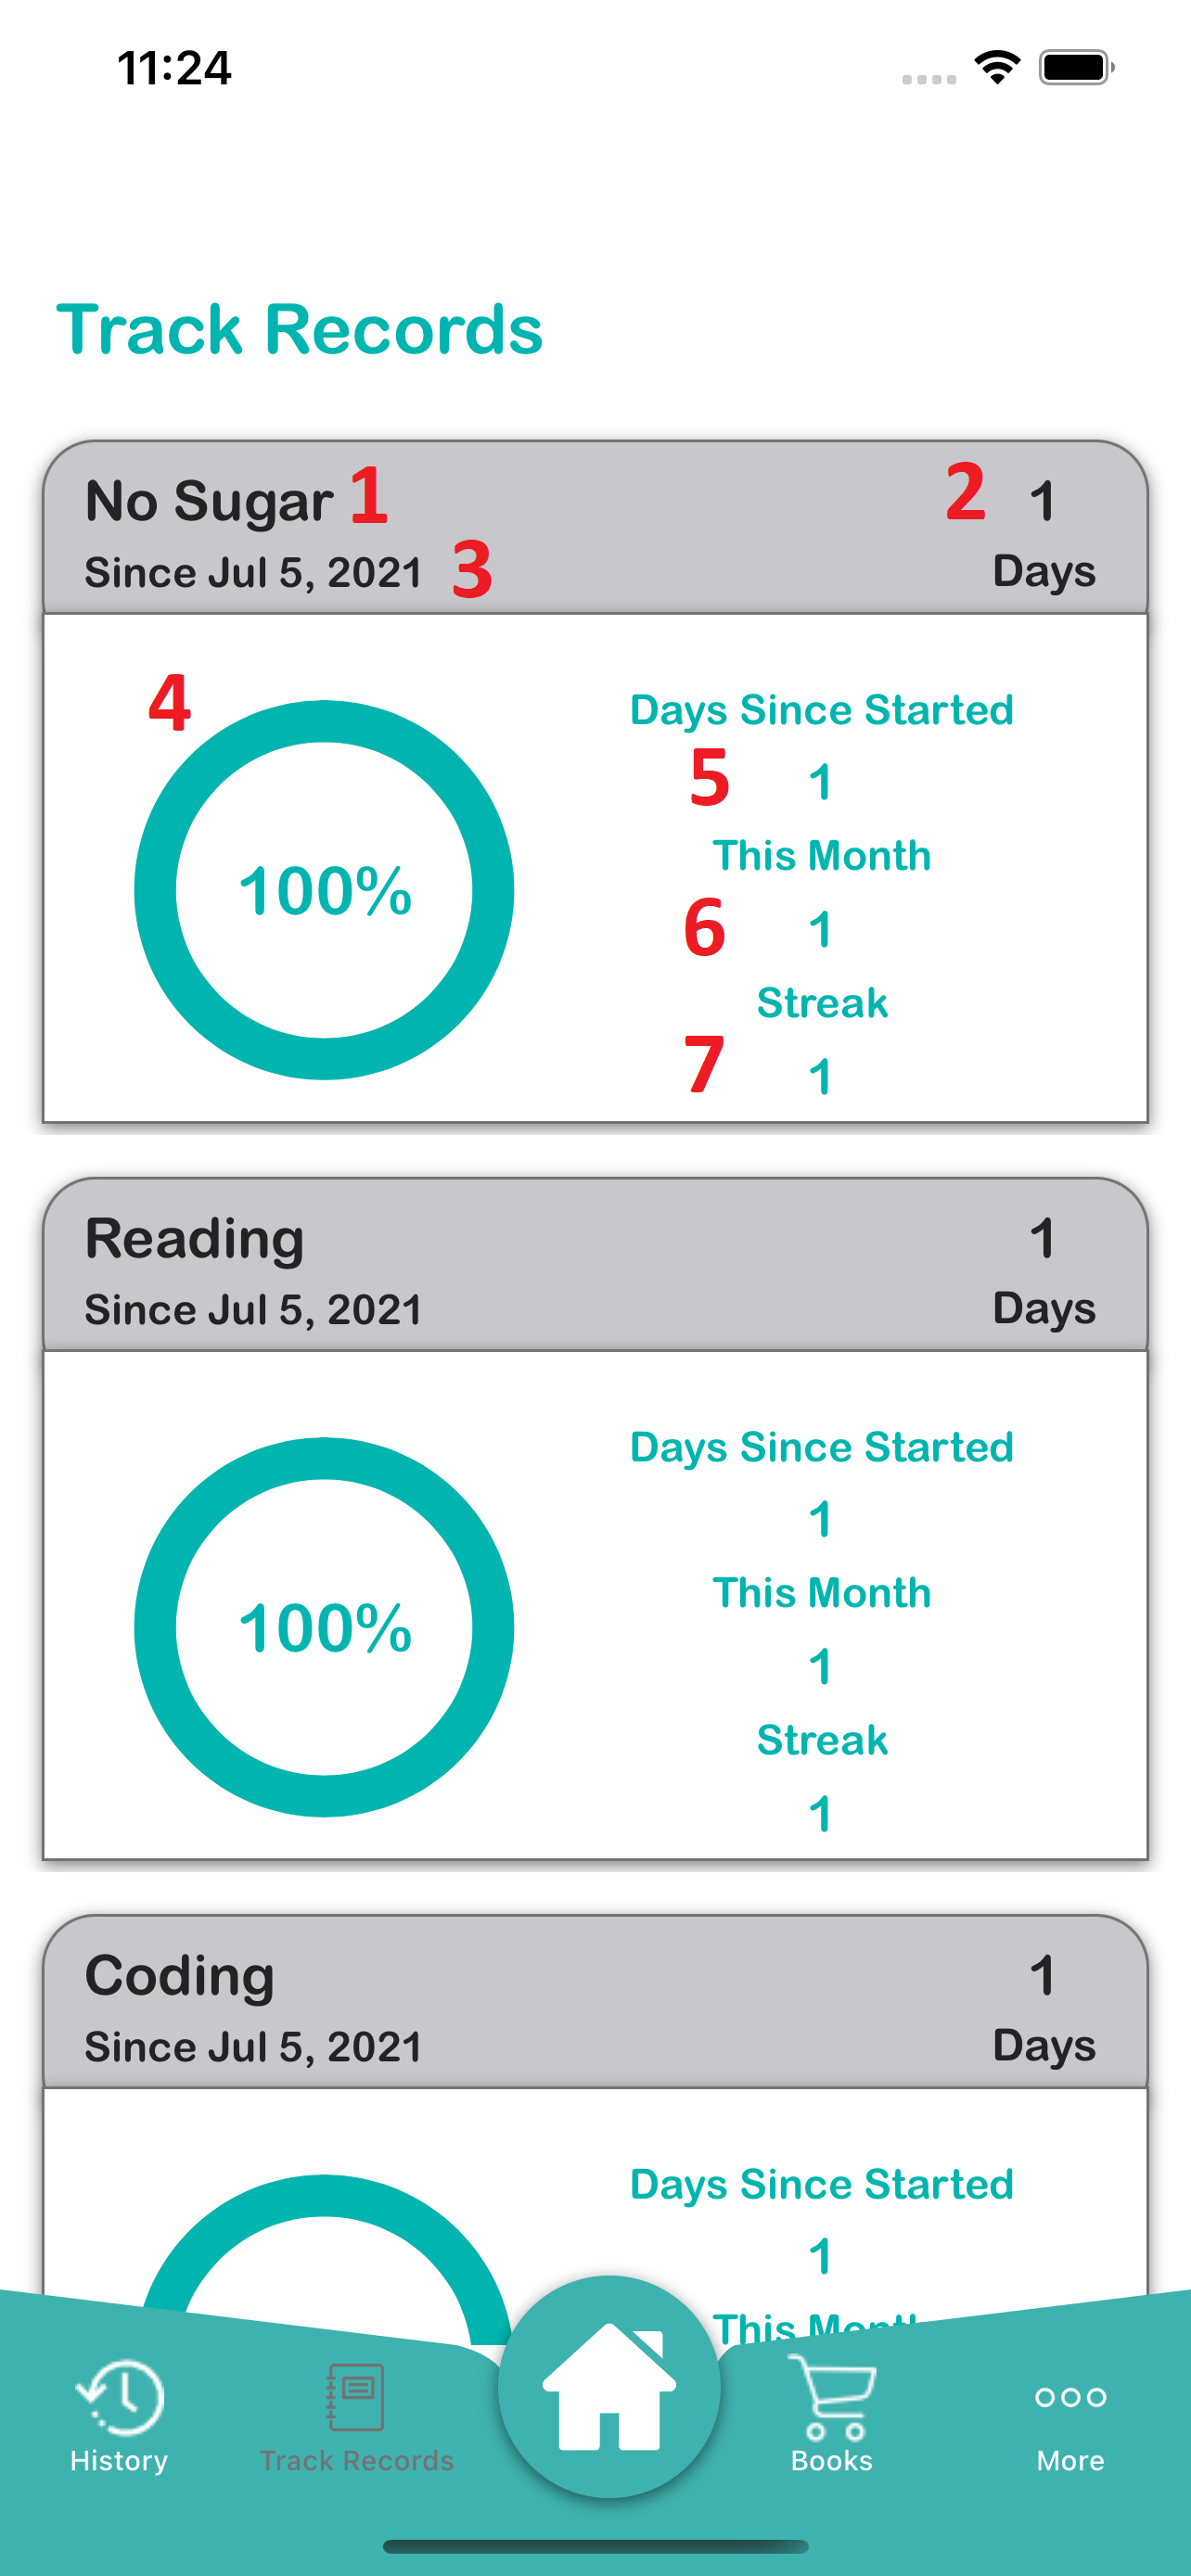 11:24
Track Records
No Sugar 1 2 1
Since Jul 5, 2021 3 Days
4
Days Since Started
5 1
This Month
100%
6 1
Streak
7 1
Reading 1
Since Jul 5, 2021 Days
Days Since Started
1
This Month
100%
1
Streak
1
Coding 1
Since Jul 5, 2021 Days
Days Since Started
1
This Month
History Track Records Books More